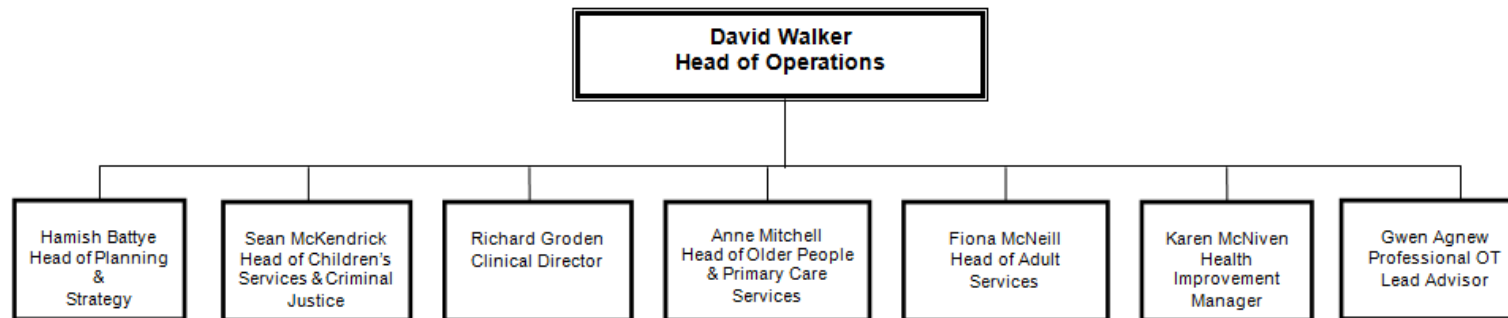 David Walker
Head of Operations
Hamish Battye
Head of Planning
&
Strategy
Sean McKendrick
Head of Children’s
Services & Criminal
Justice
Richard Groden
Clinical Director
Anne Mitchell
Head of Older People
& Primary Care
Services
Fiona McNeill
Head of Adult
Services
Karen McNiven
Health
Improvement
Manager
Gwen Agnew
Professional OT
Lead Advisor